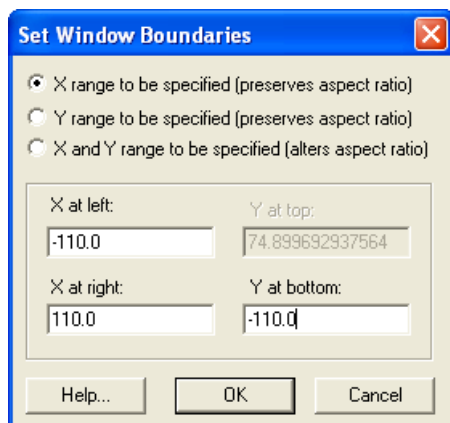 Set Window Boundaries
X range to be specified (preserves aspect ratio)
Y range to be specified (preserves aspect ratio)
X and Y range to be specified (alters aspect ratio)
X at left:
Y at top:
-110.0
74.899692937564
X at right:
Y at bottom:
110.0
-110.0
Help...
OK
Cancel